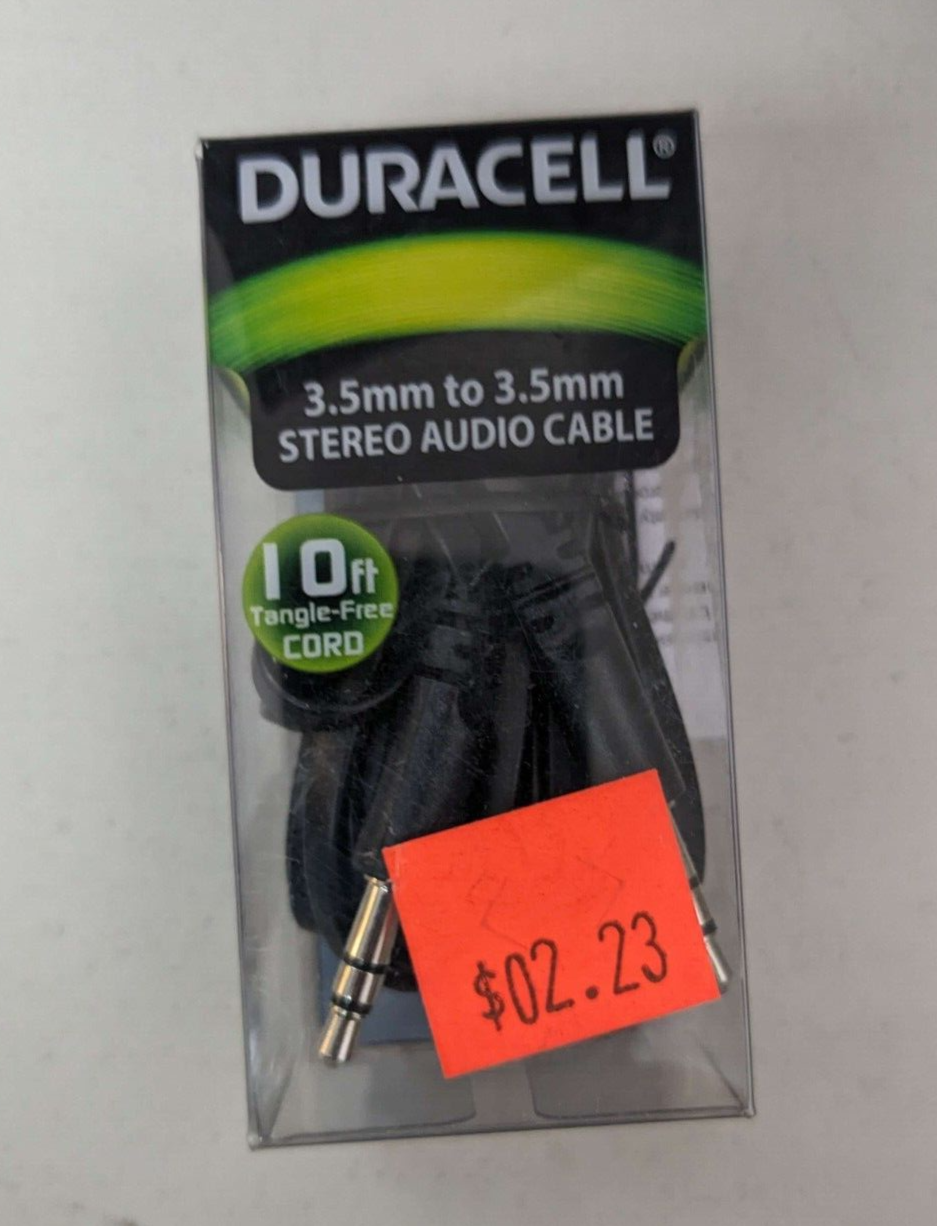 DURACELL®
3.5mm to 3.5mm
STEREO AUDIO CABLE
10ft
Tangle-Free
CORD
$02.23